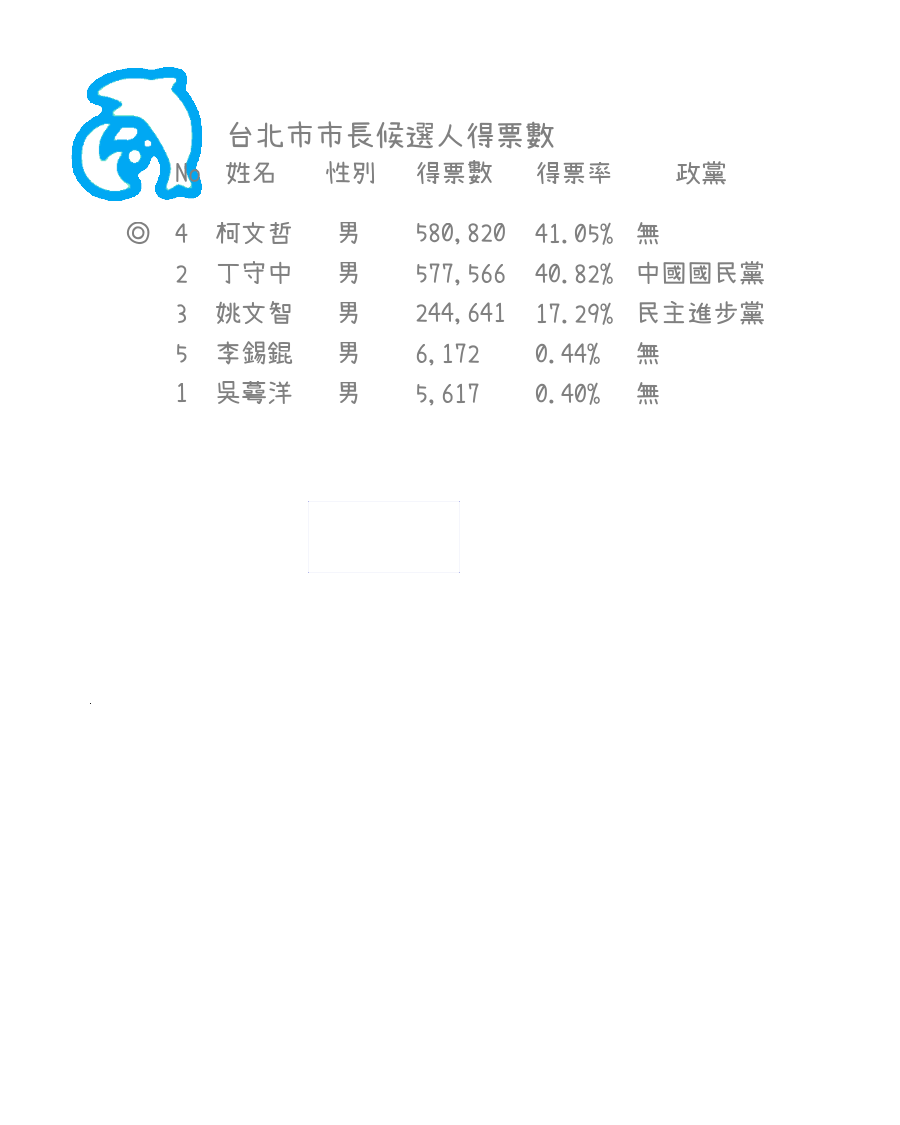 台北市市長候選人得票數
No 姓名 性別 得票數 得票率 政黨
◎ 4 柯文哲 男 580,820 41.05% 無
2 丁守中 男 577,566 40.82% 中國國民黨
3 姚文智 男 244,641 17.29% 民主進步黨
5 李錫錕 男 6,172 0.44% 無
1 吳蕚洋 男 5,617 0.40% 無